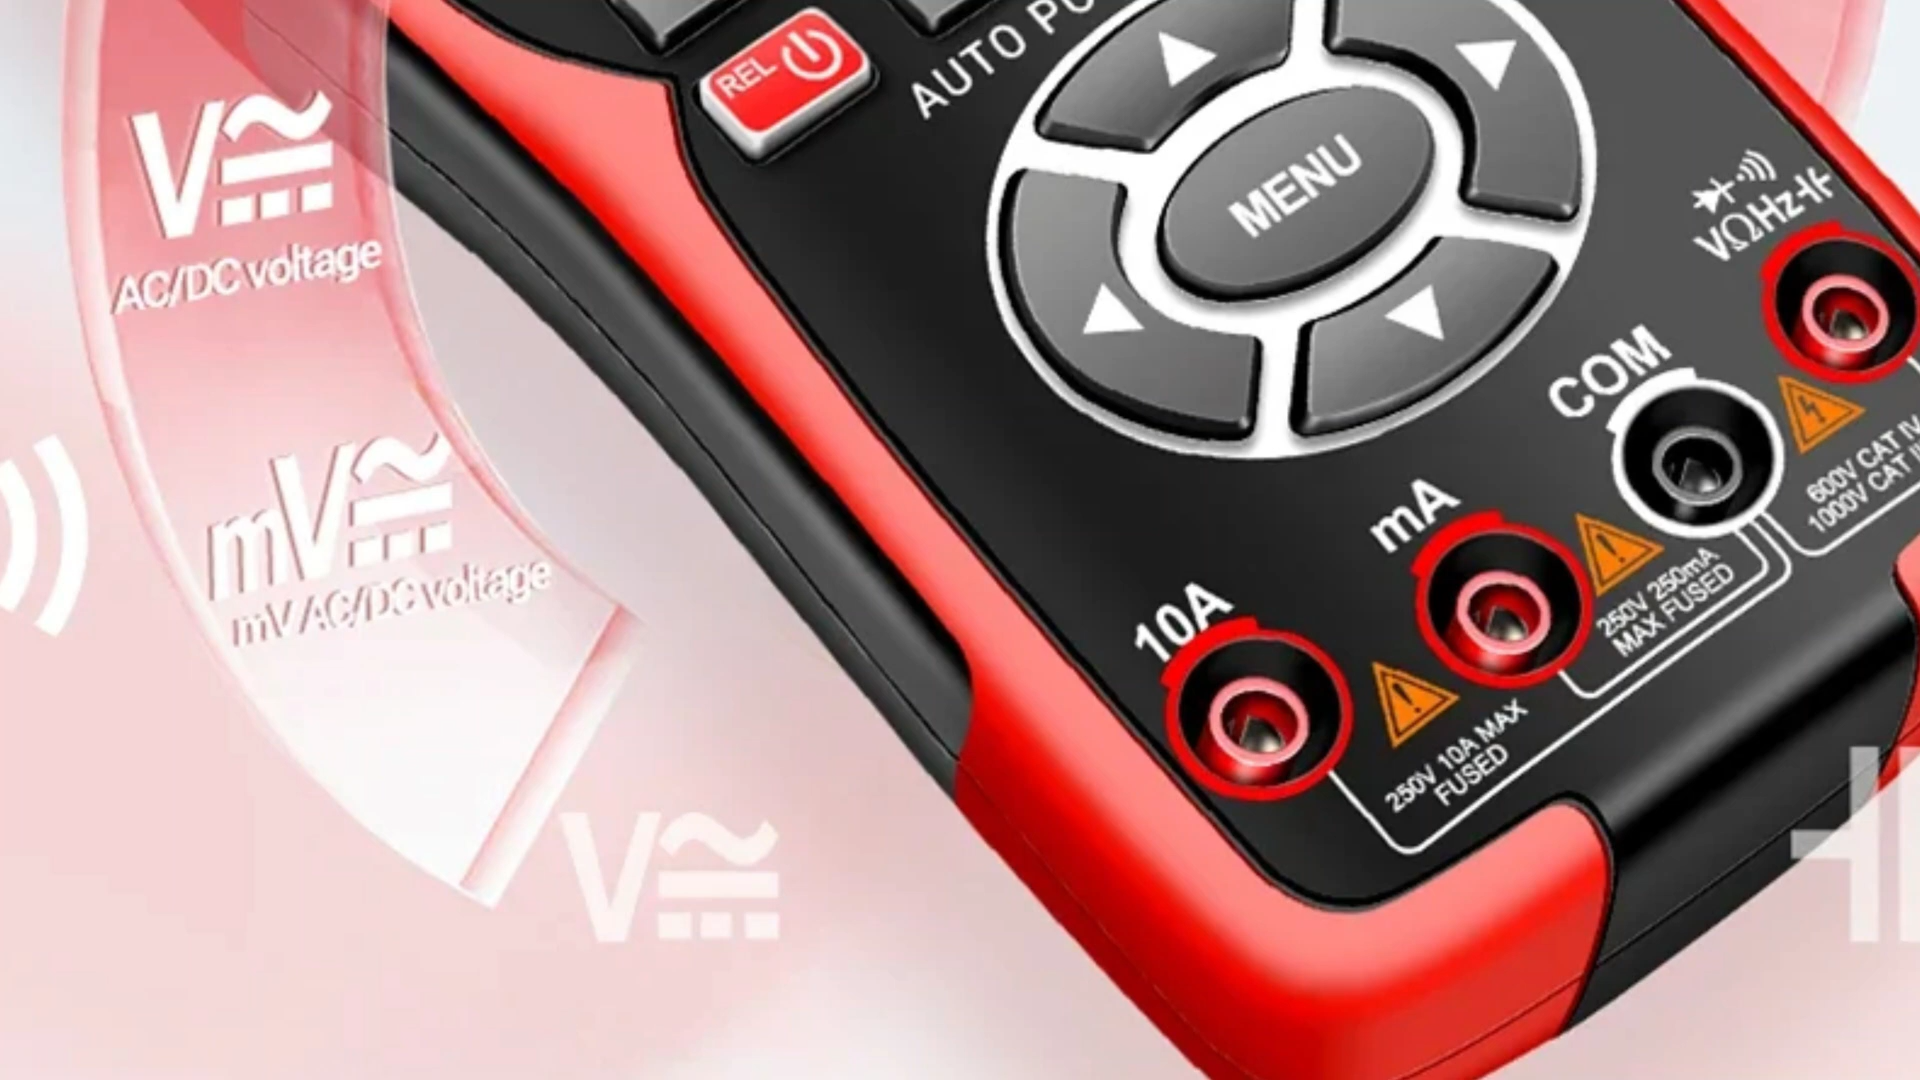 REL
AUTO
V
AC/DC voltage
mV
mV AC/DC voltage
V
MENU
VΩHz
COM
mA
10A
600V CAT IV
1000V CAT
250V 250mA
MAX FUSED
250V 10A MAX
FUSED